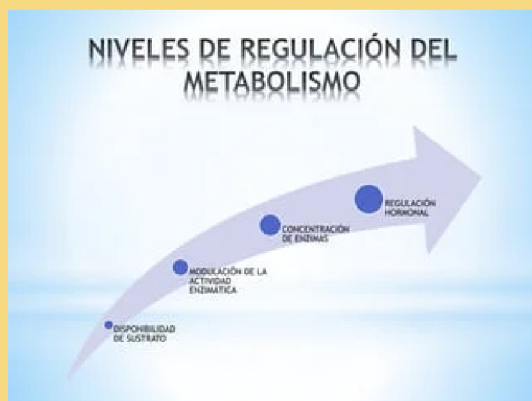 NIVELES DE REGULACIÓN DEL
METABOLISMO
REGULACIÓN
HORMONAL
CONCENTRACIÓN
DE ENZIMAS
MODULACIÓN DE LA
ACTIVIDAD
ENZIMÁTICA
DISPONIBILIDAD
DE SUSTRATO